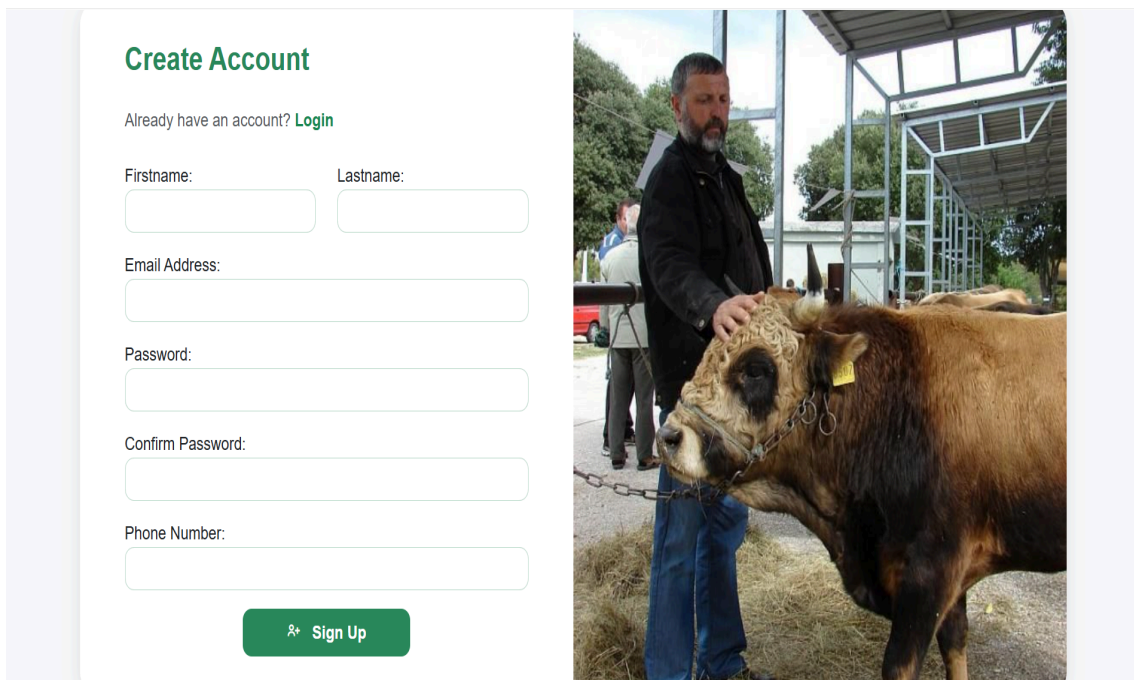 Create Account
Already have an account? Login
Firstname: Lastname:
Email Address:
Password:
Confirm Password:
Phone Number:
Sign Up